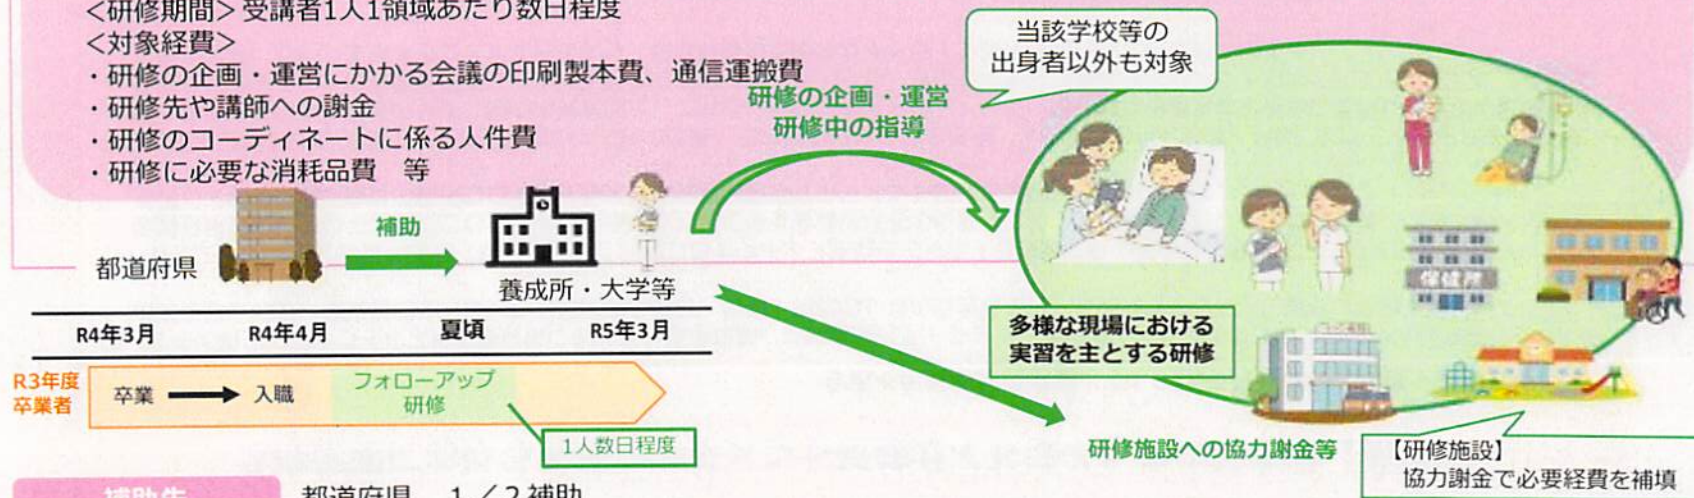 <研修期間> 受講者1人1領域あたり数日程度
<対象経費>
・研修の企画・運営にかかる会議の印刷製本費、通信運搬費
・研修先や講師への謝金
・研修のコーディネートに係る人件費
・研修に必要な消耗品費　等
研修の企画・運営
研修中の指導
当該学校等の
出身者以外も対象
都道府県
補助
養成所・大学等
保健所
多様な現場における
実習を主とする研修
R4年3月
R4年4月
夏頃
R5年3月
R3年度
卒業者
卒業
入職
フォローアップ
研修
1人数日程度
研修施設への協力謝金等
【研修施設】
協力謝金で必要経費を補填
補助先
都道府県　１／２補助